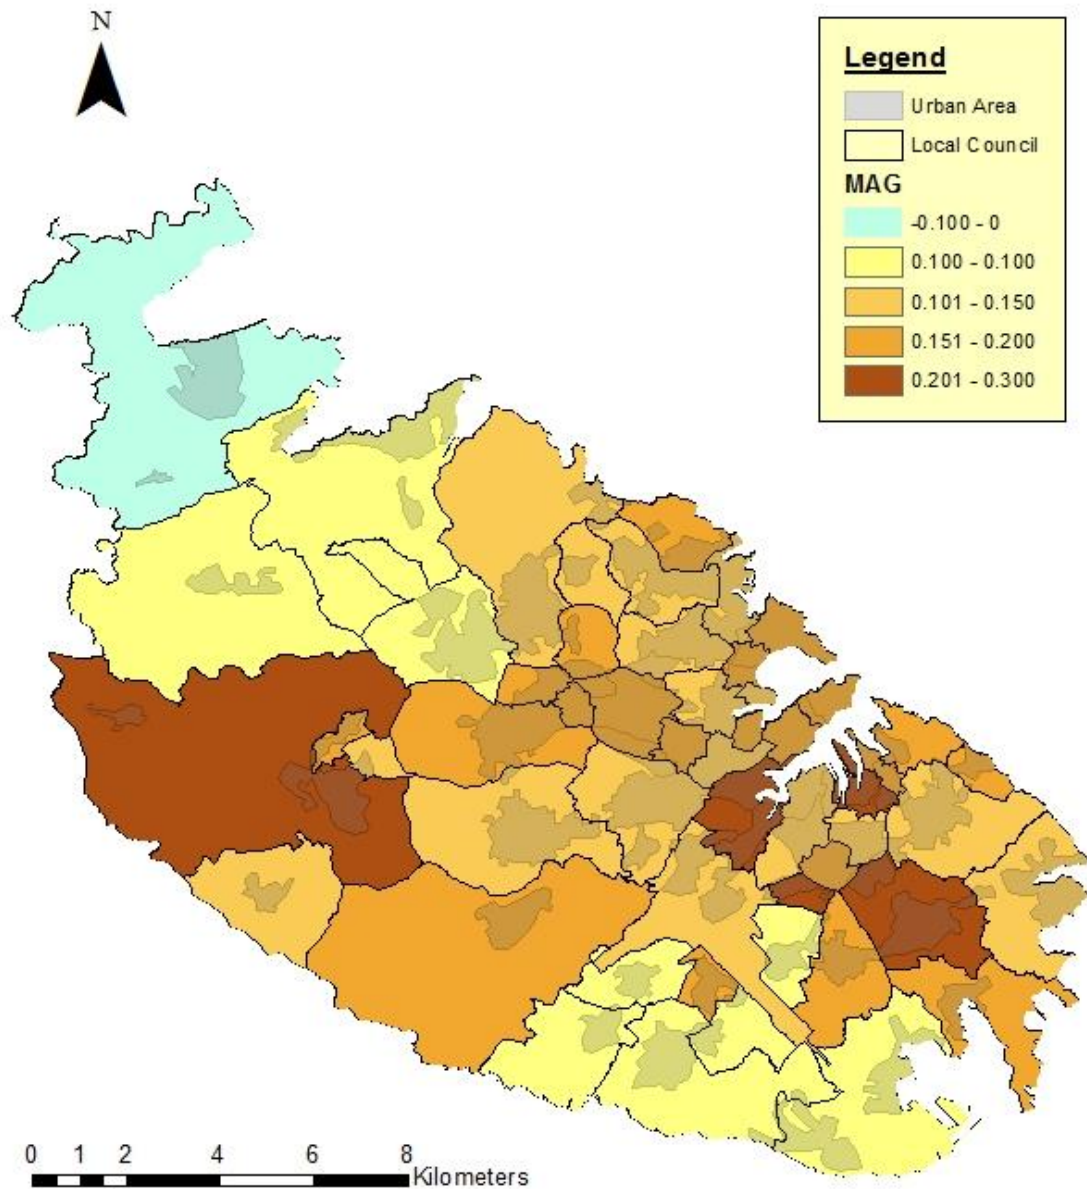 N
Legend
Urban Area
Local Council
MAG
-0.100 - 0
0.100 - 0.100
0.101 - 0.150
0.151 - 0.200
0.201 - 0.300
0 1 2 4 6 8
Kilometers